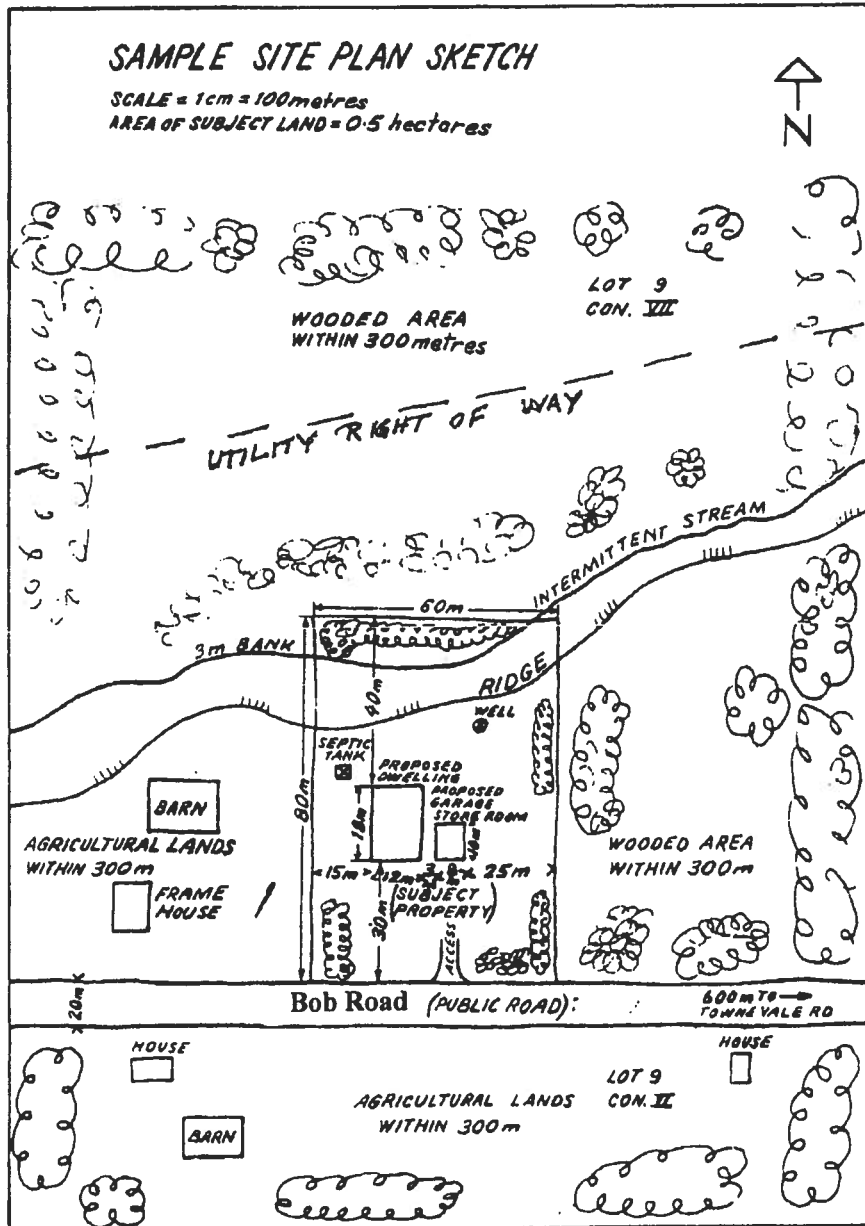 SAMPLE SITE PLAN SKETCH
SCALE = 1cm = 100metres
AREA OF SUBJECT LAND = 0.5 hectares
N
LOT 9
CON. VII
WOODED AREA
WITHIN 300metres
UTILITY RIGHT OF WAY
INTERMITTENT STREAM
60m
3m BANK
RIDGE
40m
WELL
SEPTIC
TANK
PROPOSED
DWELLING
PROPOSED
GARAGE
STORE ROOM
80m
18m
10m
BARN
AGRICULTURAL LANDS
WITHIN 300m
WOODED AREA
WITHIN 300m
15m
12m
25m
FRAME
HOUSE
(SUBJECT
PROPERTY)
30m
ACCESS
20m
Bob Road (PUBLIC ROAD):
600m TO
TOWNEVALE RD
HOUSE
HOUSE
LOT 9
CON. VI
AGRICULTURAL LANDS
WITHIN 300m
BARN